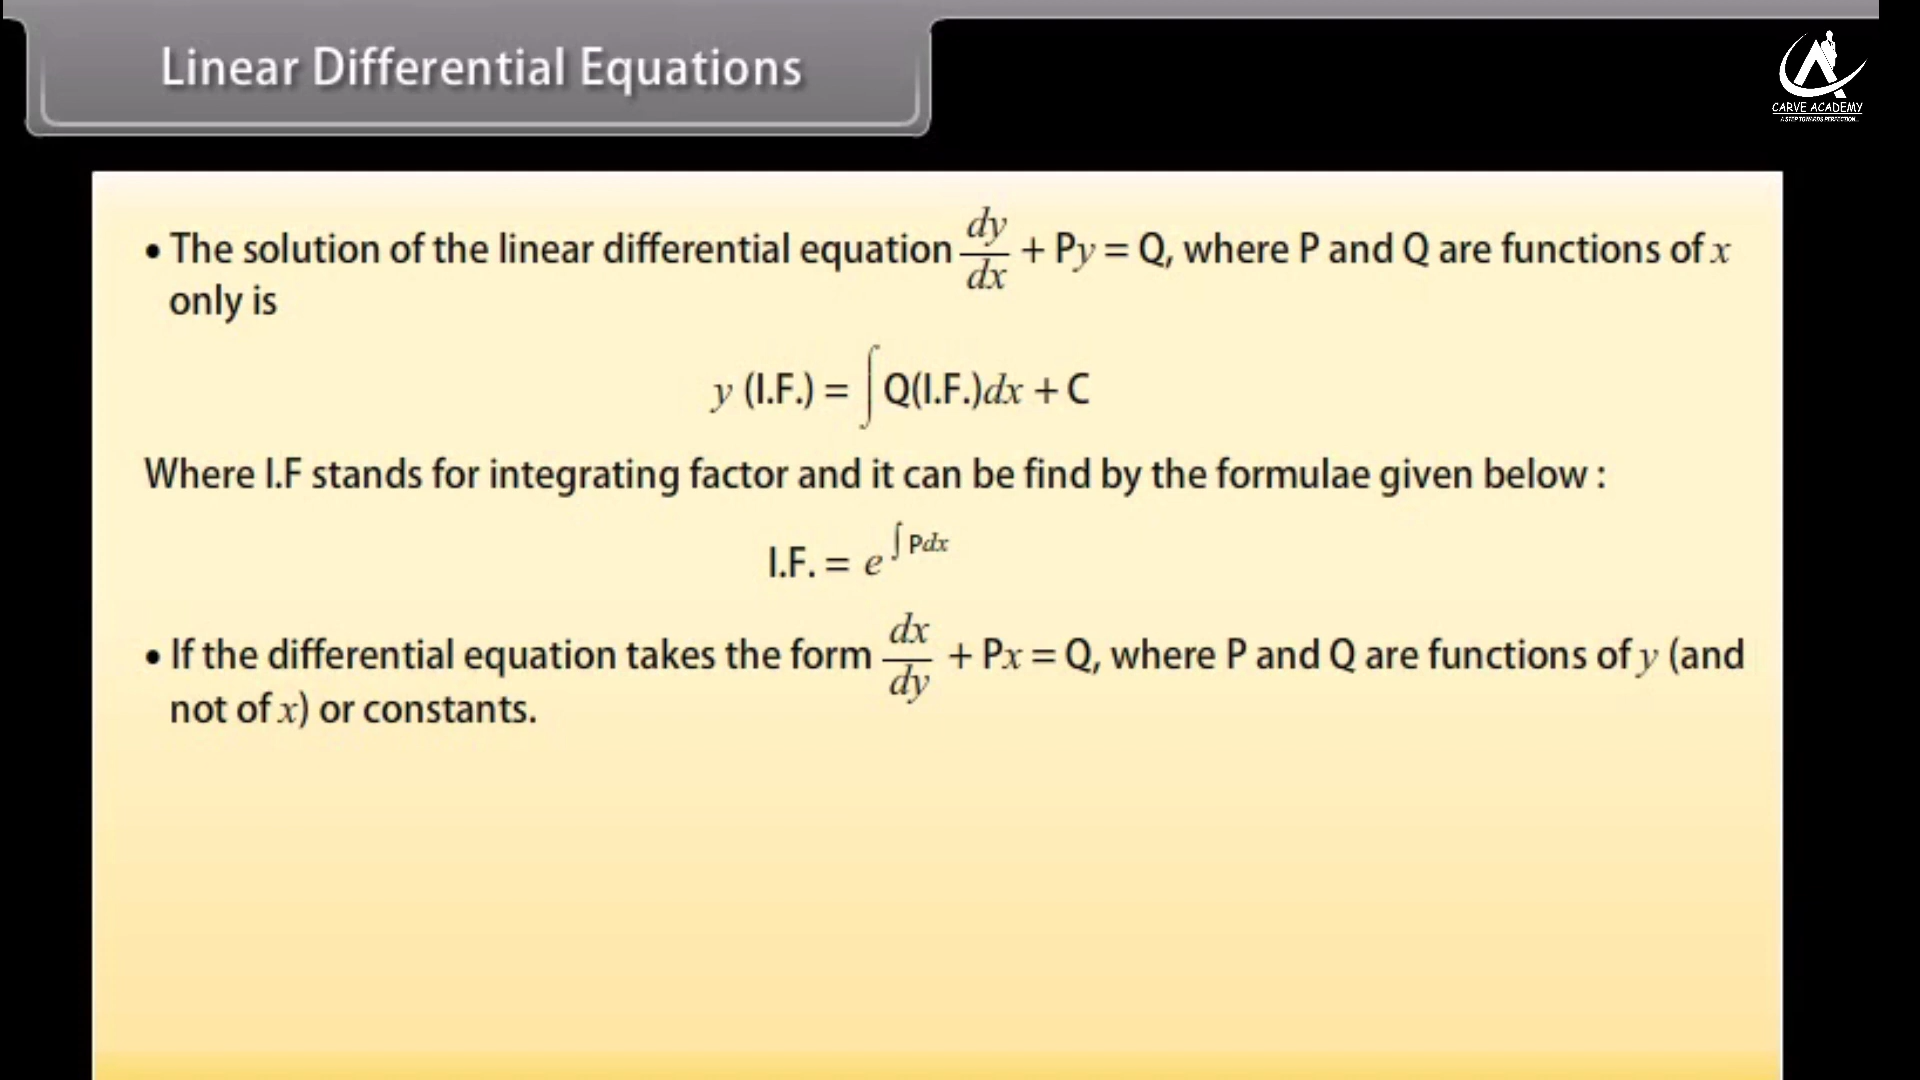 Linear Differential Equations
CARVE ACADEMY
A STEP TOWARDS PERFECTION...
• The solution of the linear differential equation dy/dx + Py = Q, where P and Q are functions of x
only is
y (I.F.) = ∫ Q(I.F.)dx + C
Where I.F stands for integrating factor and it can be find by the formulae given below :
I.F. = e^∫ Pdx
• If the differential equation takes the form dx/dy + Px = Q, where P and Q are functions of y (and
not of x) or constants.